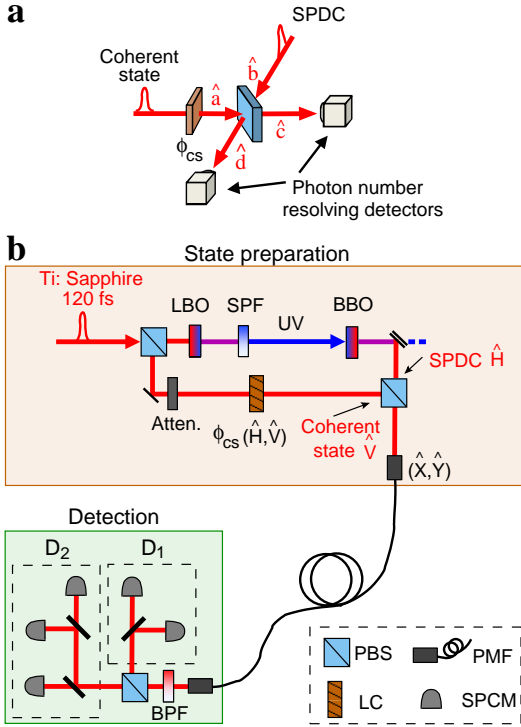 a
SPDC
Coherent
state
â
b̂
ĉ
d̂
ϕcs
Photon number
resolving detectors
b
State preparation
Ti: Sapphire
120 fs
LBO
SPF
UV
BBO
SPDC Ĥ
Atten.
ϕcs(Ĥ,V̂)
Coherent
state V̂
(X̂,Ŷ)
Detection
D2
D1
BPF
PBS
PMF
LC
SPCM